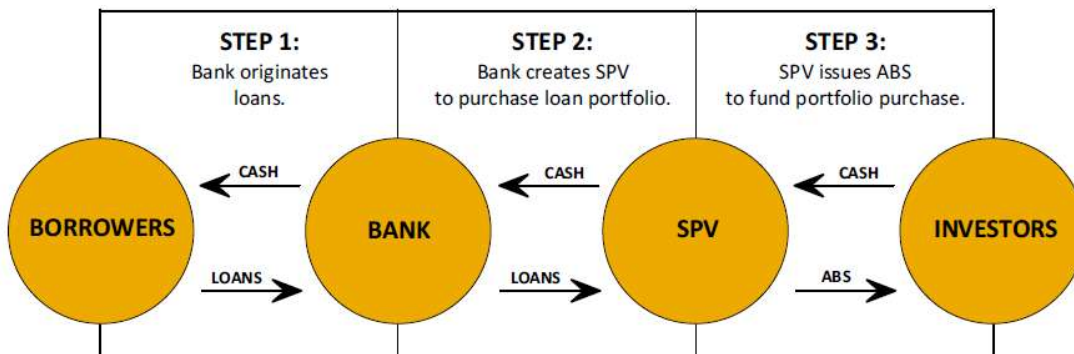 STEP 1:
Bank originates
loans.
STEP 2:
Bank creates SPV
to purchase loan portfolio.
STEP 3:
SPV issues ABS
to fund portfolio purchase.
CASH
CASH
CASH
BORROWERS
BANK
SPV
INVESTORS
LOANS
LOANS
ABS